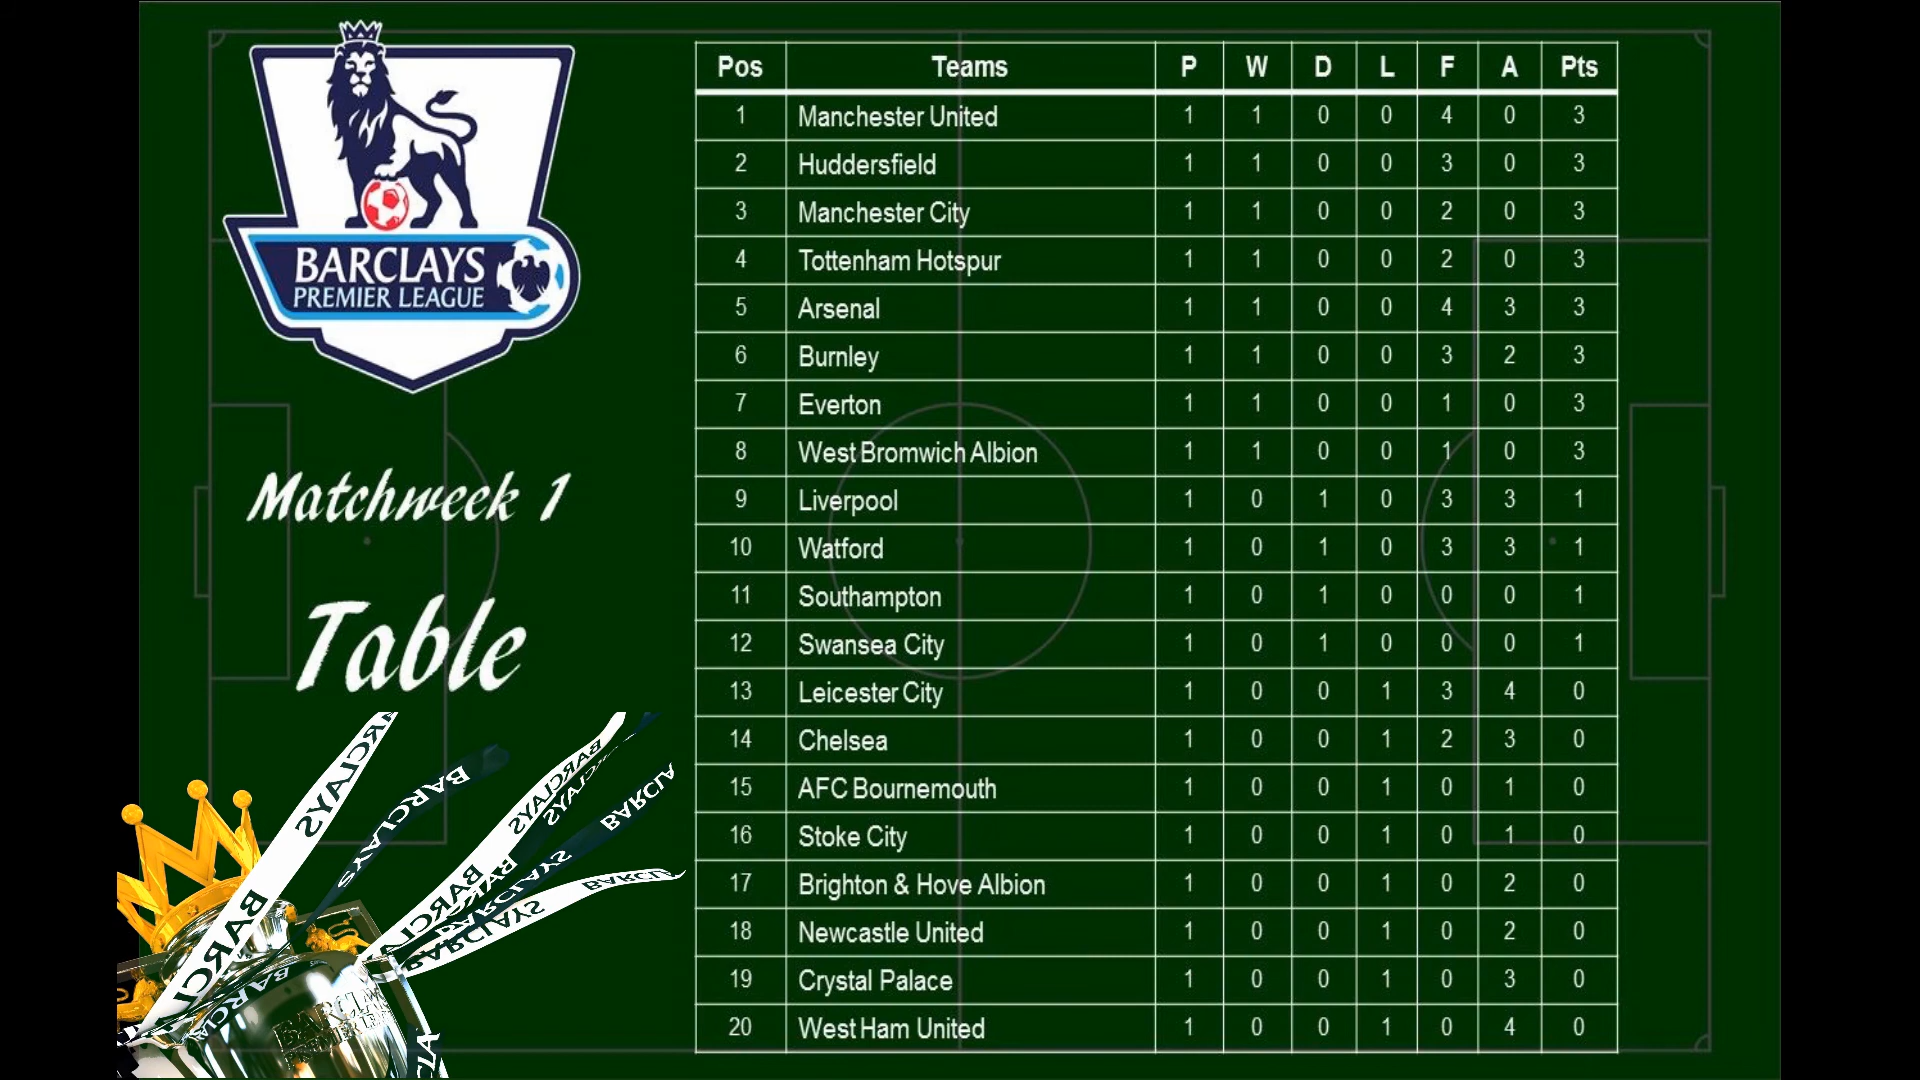 BARCLAYS
PREMIER LEAGUE
Matchweek 1
Table
Pos Teams P W D L F A Pts
1 Manchester United 1 1 0 0 4 0 3
2 Huddersfield 1 1 0 0 3 0 3
3 Manchester City 1 1 0 0 2 0 3
4 Tottenham Hotspur 1 1 0 0 2 0 3
5 Arsenal 1 1 0 0 4 3 3
6 Burnley 1 1 0 0 3 2 3
7 Everton 1 1 0 0 1 0 3
8 West Bromwich Albion 1 1 0 0 1 0 3
9 Liverpool 1 0 1 0 3 3 1
10 Watford 1 0 1 0 3 3 1
11 Southampton 1 0 1 0 0 0 1
12 Swansea City 1 0 1 0 0 0 1
13 Leicester City 1 0 0 1 3 4 0
14 Chelsea 1 0 0 1 2 3 0
15 AFC Bournemouth 1 0 0 1 0 1 0
16 Stoke City 1 0 0 1 0 1 0
17 Brighton & Hove Albion 1 0 0 1 0 2 0
18 Newcastle United 1 0 0 1 0 2 0
19 Crystal Palace 1 0 0 1 0 3 0
20 West Ham United 1 0 0 1 0 4 0
BARCLAYS
BARCLAYS
BARCLAYS
BARCLAYS